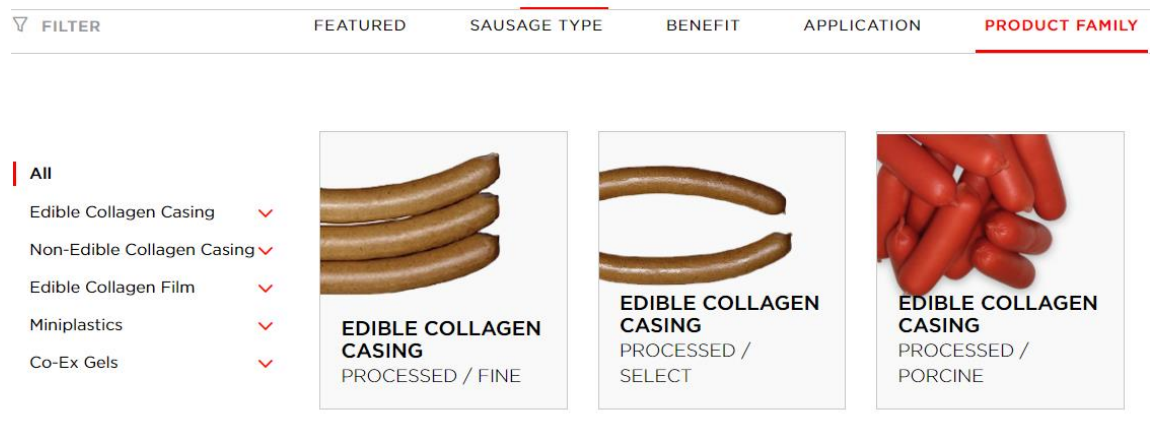 FILTER
FEATURED
SAUSAGE TYPE
BENEFIT
APPLICATION
PRODUCT FAMILY
All
Edible Collagen Casing
Non-Edible Collagen Casing
Edible Collagen Film
Miniplastics
Co-Ex Gels
EDIBLE COLLAGEN
CASING
PROCESSED / FINE
EDIBLE COLLAGEN
CASING
PROCESSED /
SELECT
EDIBLE COLLAGEN
CASING
PROCESSED /
PORCINE